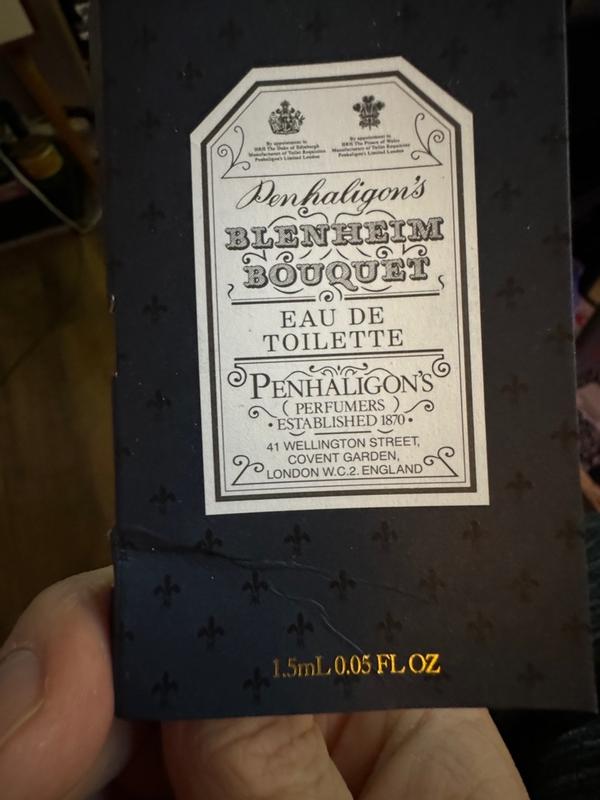 By appointment to
HRH The Duke of Edinburgh
Manufacturers of Toilet Requisites
Penhaligon's Limited London
By appointment to
HRH The Prince of Wales
Manufacturers of Toilet Requisites
Penhaligon's Limited London
Penhaligon's
BLENHEIM
BOUQUET
EAU DE
TOILETTE
PENHALIGON'S
( PERFUMERS )
• ESTABLISHED 1870 •
41 WELLINGTON STREET,
COVENT GARDEN,
LONDON W.C.2. ENGLAND
1.5mL 0.05 FL OZ